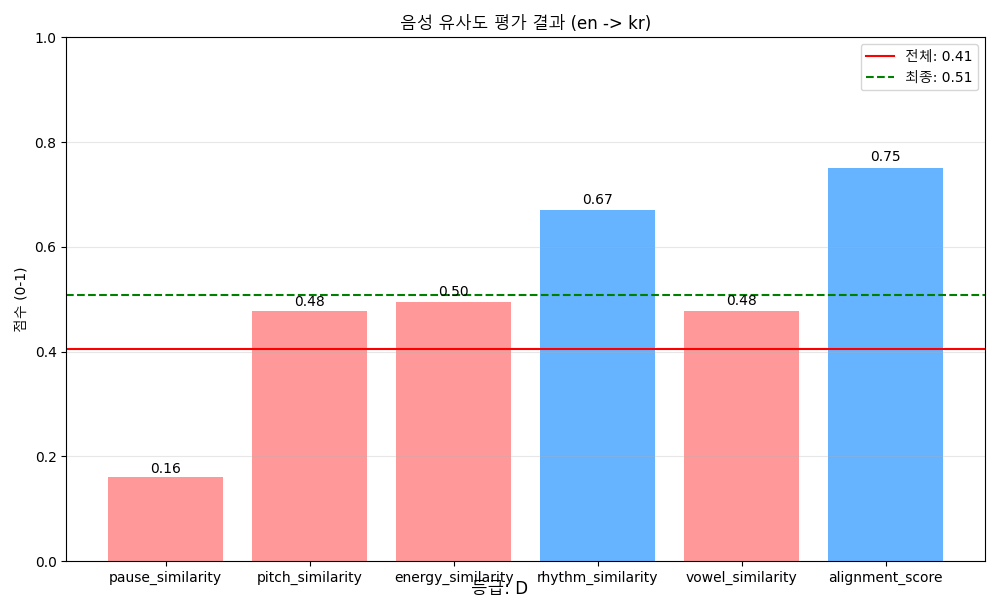 음성 유사도 평가 결과 (en -> kr)
전체: 0.41
최종: 0.51
점수 (0-1)
1.0
0.8
0.6
0.4
0.2
0.0
0.16
0.48
0.50
0.67
0.48
0.75
pause_similarity
pitch_similarity
energy_similarity
rhythm_similarity
vowel_similarity
alignment_score
등급: D